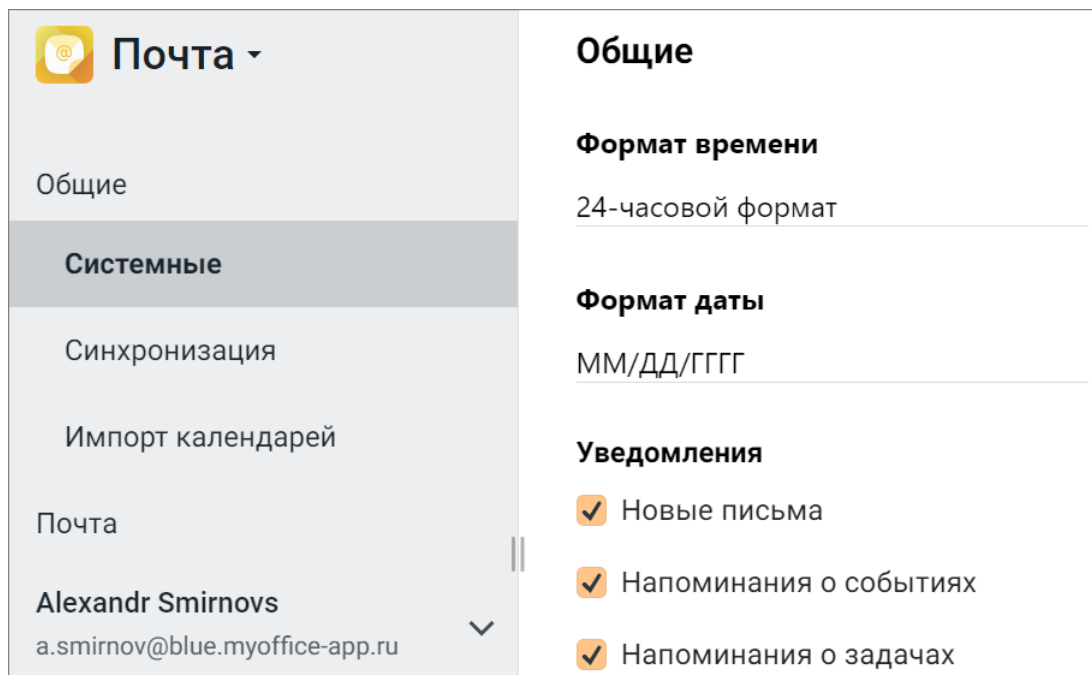 Почта
Общие
Системные
Синхронизация
Импорт календарей
Почта
Alexandr Smirnovs
a.smirnov@blue.myoffice-app.ru
Общие
Формат времени
24-часовой формат
Формат даты
ММ/ДД/ГГГГ
Уведомления
Новые письма
Напоминания о событиях
Напоминания о задачах